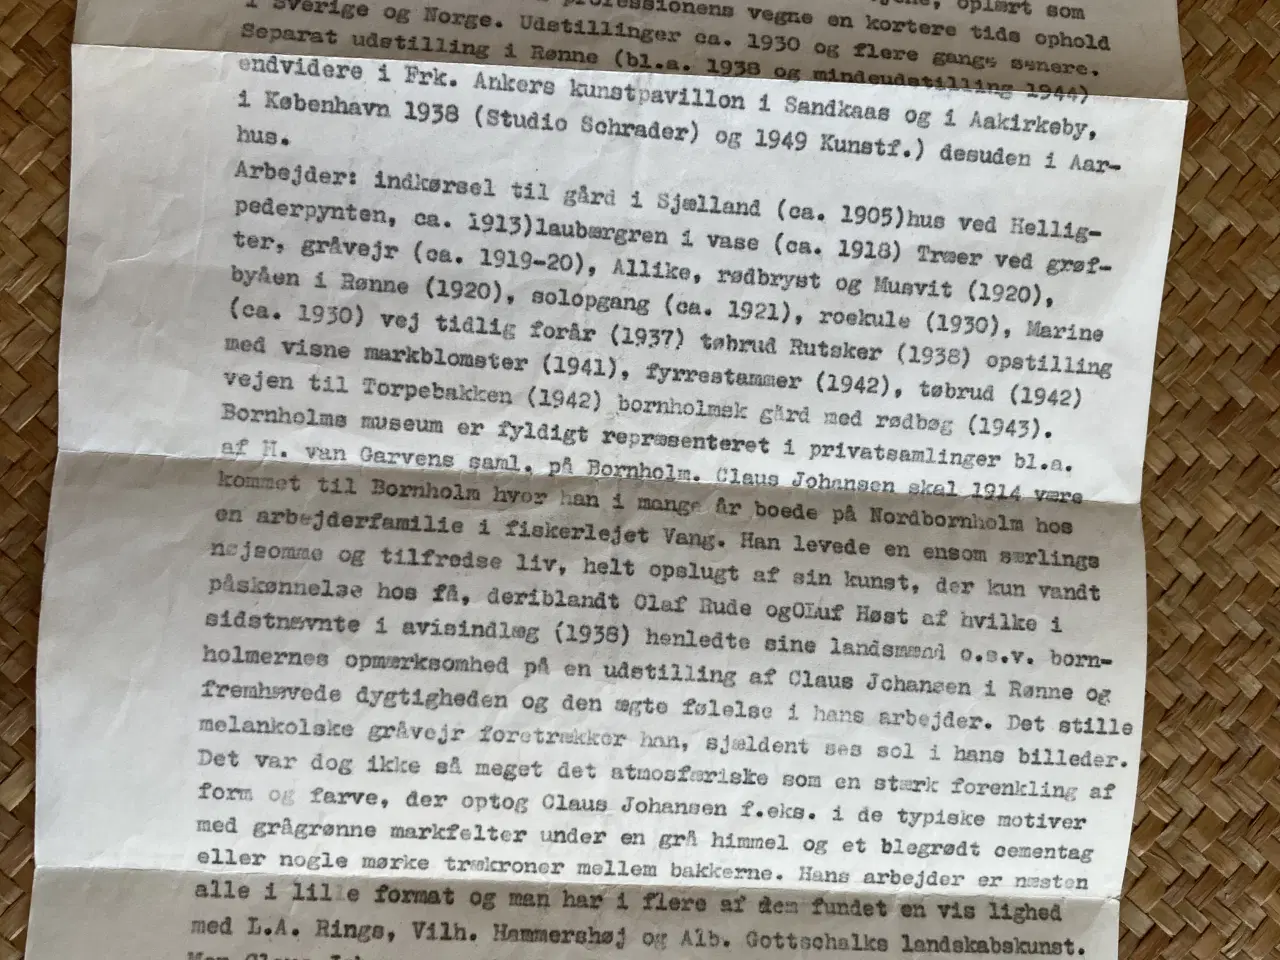 professionens vegne en kortere tids ophold
i Sverige og Norge. Udstillinger ca. 1930 og flere gange senere.
Separat udstilling i Rønne (bl.a. 1938 og mindeudstilling 1944)
endvidere i Frk. Ankers kunstpavillon i Sandkaas og i Aakirkeby,
i København 1938 (Studio Schrader) og 1949 Kunstf.) desuden i Aar-
hus.
Arbejder: indkørsel til gård i Sjælland (ca. 1905)hus ved Hellig-
pederpynten, ca. 1913)laubærgren i vase (ca. 1918) Træer ved grøf-
ter, gråvejr (ca. 1919-20), Allike, rødbryst og Musvit (1920),
byåen i Rønne (1920), solopgang (ca. 1921), roekule (1930), Marine
(ca. 1930) vej tidlig forår (1937) tøbrud Rutsker (1938) opstilling
med visne markblomster (1941), fyrrestammer (1942), tøbrud (1942)
vejen til Torpebakken (1942) bornholmsk gård med rødbøg (1943).
Bornholms museum er fyldigt repræsenteret i privatsamlinger bl.a.
af H. van Garvens saml. på Bornholm. Claus Johansen skal 1914 være
kommet til Bornholm hvor han i mange år boede på Nordbornholm hos
en arbejderfamilie i fiskerlejet Vang. Han levede en ensom særlings
nøjsomme og tilfredse liv, helt opslugt af sin kunst, der kun vandt
påskønnelse hos få, deriblandt Olaf Rude ogOluf Høst af hvilke i
sidstnævnte i avisindlæg (1938) henledte sine landsmænd o.s.v. born-
holmernes opmærksomhed på en udstilling af Claus Johansen i Rønne og
fremhævede dygtigheden og den ægte følelse i hans arbejder. Det stille
melankolske gråvejr foretrækker han, sjældent ses sol i hans billeder.
Det var dog ikke så meget det atmosfæriske som en stærk forenkling af
form og farve, der optog Claus Johansen f.eks. i de typiske motiver
med grågrønne markfelter under en grå himmel og et blegrødt cementag
eller nogle mørke trækroner mellem bakkerne. Hans arbejder er næsten
alle i lille format og man har i flere af dem fundet en vis lighed
med L.A. Rings, Vilh. Hammershøj og Alb. Gottschalks landskabskunst.